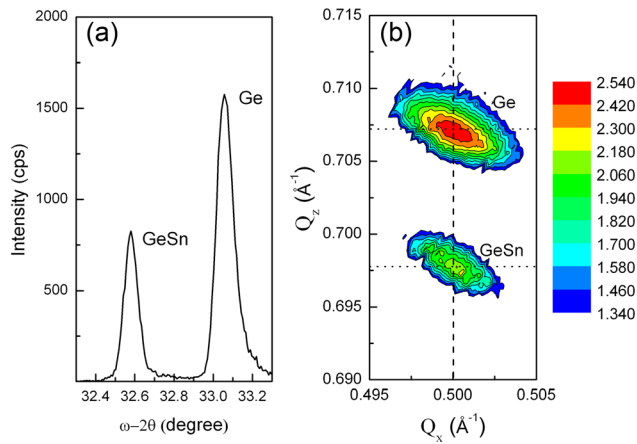 (a)
2000
1500
1000
500
Intensity (cps)
Ge
GeSn
32.4 32.6 32.8 33.0 33.2
ω−2θ (degree)
(b)
0.715
0.710
0.705
0.700
0.695
0.690
Q_z (Å⁻¹)
Ge
GeSn
0.495 0.500 0.505
Q_x (Å⁻¹)
2.540
2.420
2.300
2.180
2.060
1.940
1.820
1.700
1.580
1.460
1.340